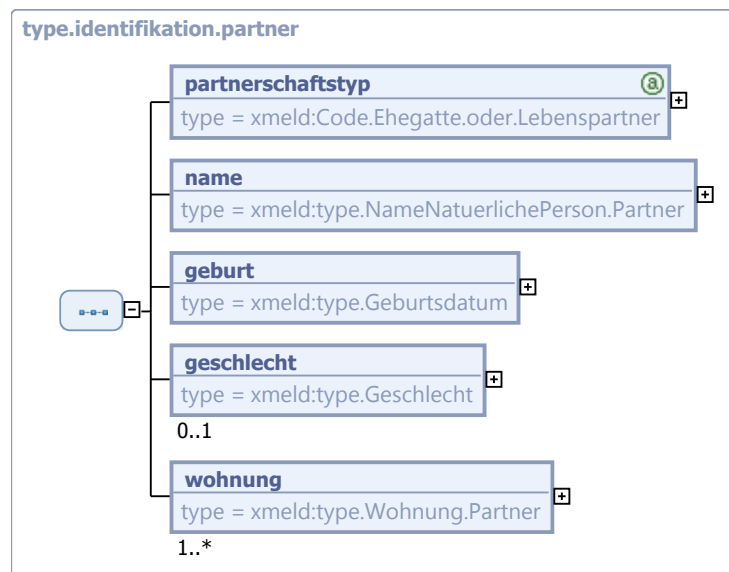 type.identifikation.partner
partnerschaftstyp
a
type = xmeld:Code.Ehegatte.oder.Lebenspartner
name
type = xmeld:type.NameNatuerlichePerson.Partner
geburt
type = xmeld:type.Geburtsdatum
geschlecht
type = xmeld:type.Geschlecht
0..1
wohnung
type = xmeld:type.Wohnung.Partner
1..*